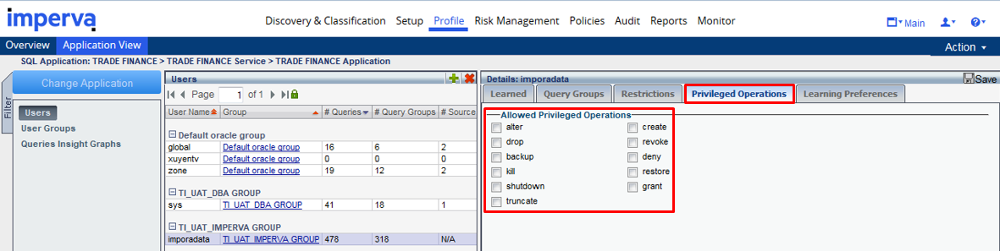 imperva
Discovery & Classification Setup Profile Risk Management Policies Audit Reports Monitor
Main
Overview Application View Action
SQL Application: TRADE FINANCE > TRADE FINANCE Service > TRADE FINANCE Application
Filter
Change Application
Users
User Groups
Queries Insight Graphs
Users
Page 1 of 1
User Name Group # Queries # Query Groups # Source
Default oracle group
global Default oracle group 16 6 2
xuyentv Default oracle group 0 0 0
zone Default oracle group 19 12 2
TI_UAT_DBA GROUP
sys TI_UAT_DBA GROUP 41 18 1
TI_UAT_IMPERVA GROUP
imporadata TI_UAT_IMPERVA GROUP 478 318 N/A
Details: imporadata Save
Learned Query Groups Restrictions Privileged Operations Learning Preferences
Allowed Privileged Operations
alter create
drop revoke
backup deny
kill restore
shutdown grant
truncate